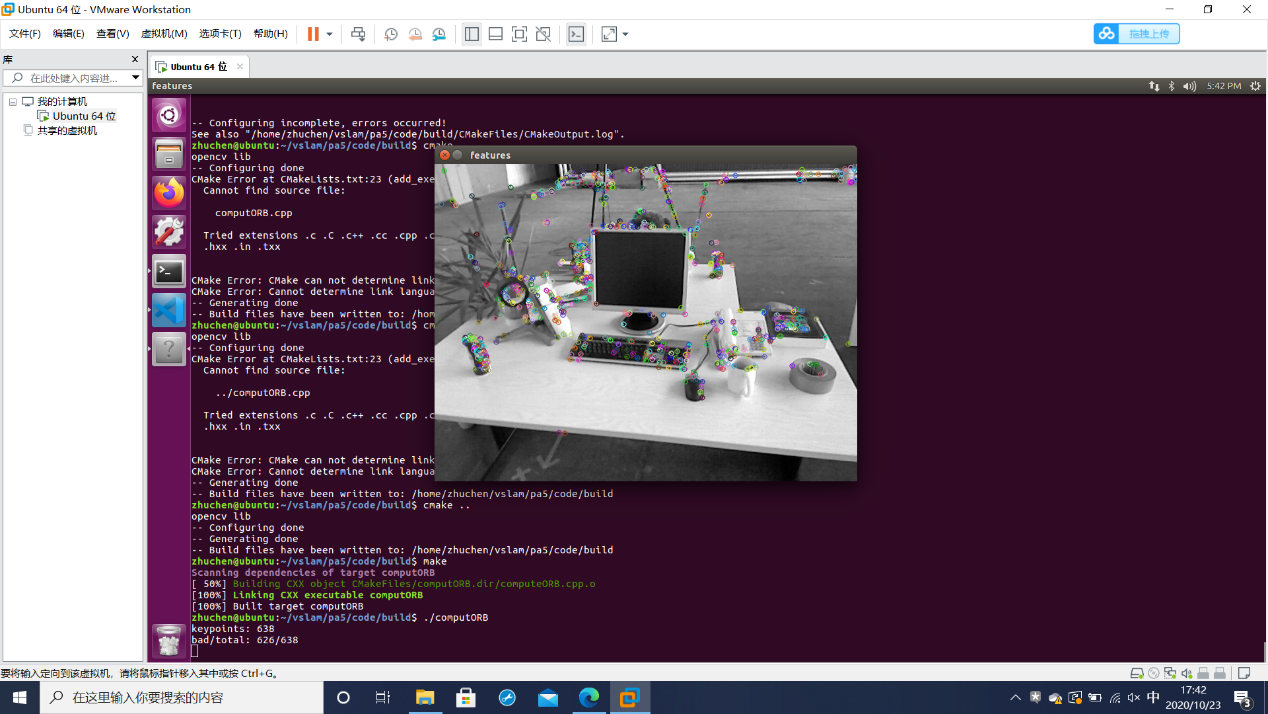 Ubuntu 64 位 - VMware Workstation
文件(F) 编辑(E) 查看(V) 虚拟机(M) 选项卡(T) 帮助(H)
拖拽上传
库
在此处键入内容进...
我的计算机
Ubuntu 64 位
共享的虚拟机
Ubuntu 64 位
features
5:42 PM
-- Configuring incomplete, errors occurred!
See also "/home/zhuchen/vslam/pa5/code/build/CMakeFiles/CMakeOutput.log".
zhuchen@ubuntu:~/vslam/pa5/code/build$ cmake
opencv lib
-- Configuring done
CMake Error at CMakeLists.txt:23 (add_exe
Cannot find source file:
computORB.cpp
Tried extensions .c .C .c++ .cc .cpp .c
.hxx .in .txx
CMake Error: CMake can not determine link
CMake Error: Cannot determine link langua
-- Generating done
-- Build files have been written to: /hom
zhuchen@ubuntu:~/vslam/pa5/code/build$ cm
opencv lib
-- Configuring done
CMake Error at CMakeLists.txt:23 (add_exe
Cannot find source file:
../computORB.cpp
Tried extensions .c .C .c++ .cc .cpp .c
.hxx .in .txx
CMake Error: CMake can not determine link
CMake Error: Cannot determine link langua
-- Generating done
-- Build files have been written to: /home/zhuchen/vslam/pa5/code/build
zhuchen@ubuntu:~/vslam/pa5/code/build$ cmake ..
opencv lib
-- Configuring done
-- Generating done
-- Build files have been written to: /home/zhuchen/vslam/pa5/code/build
zhuchen@ubuntu:~/vslam/pa5/code/build$ make
Scanning dependencies of target computORB
[ 50%] Building CXX object CMakeFiles/computORB.dir/computeORB.cpp.o
[100%] Linking CXX executable computORB
[100%] Built target computORB
zhuchen@ubuntu:~/vslam/pa5/code/build$ ./computORB
keypoints: 638
bad/total: 626/638
features
要将输入定向到该虚拟机，请将鼠标指针移入其中或按 Ctrl+G。
在这里输入你要搜索的内容
中
17:42
2020/10/23
3